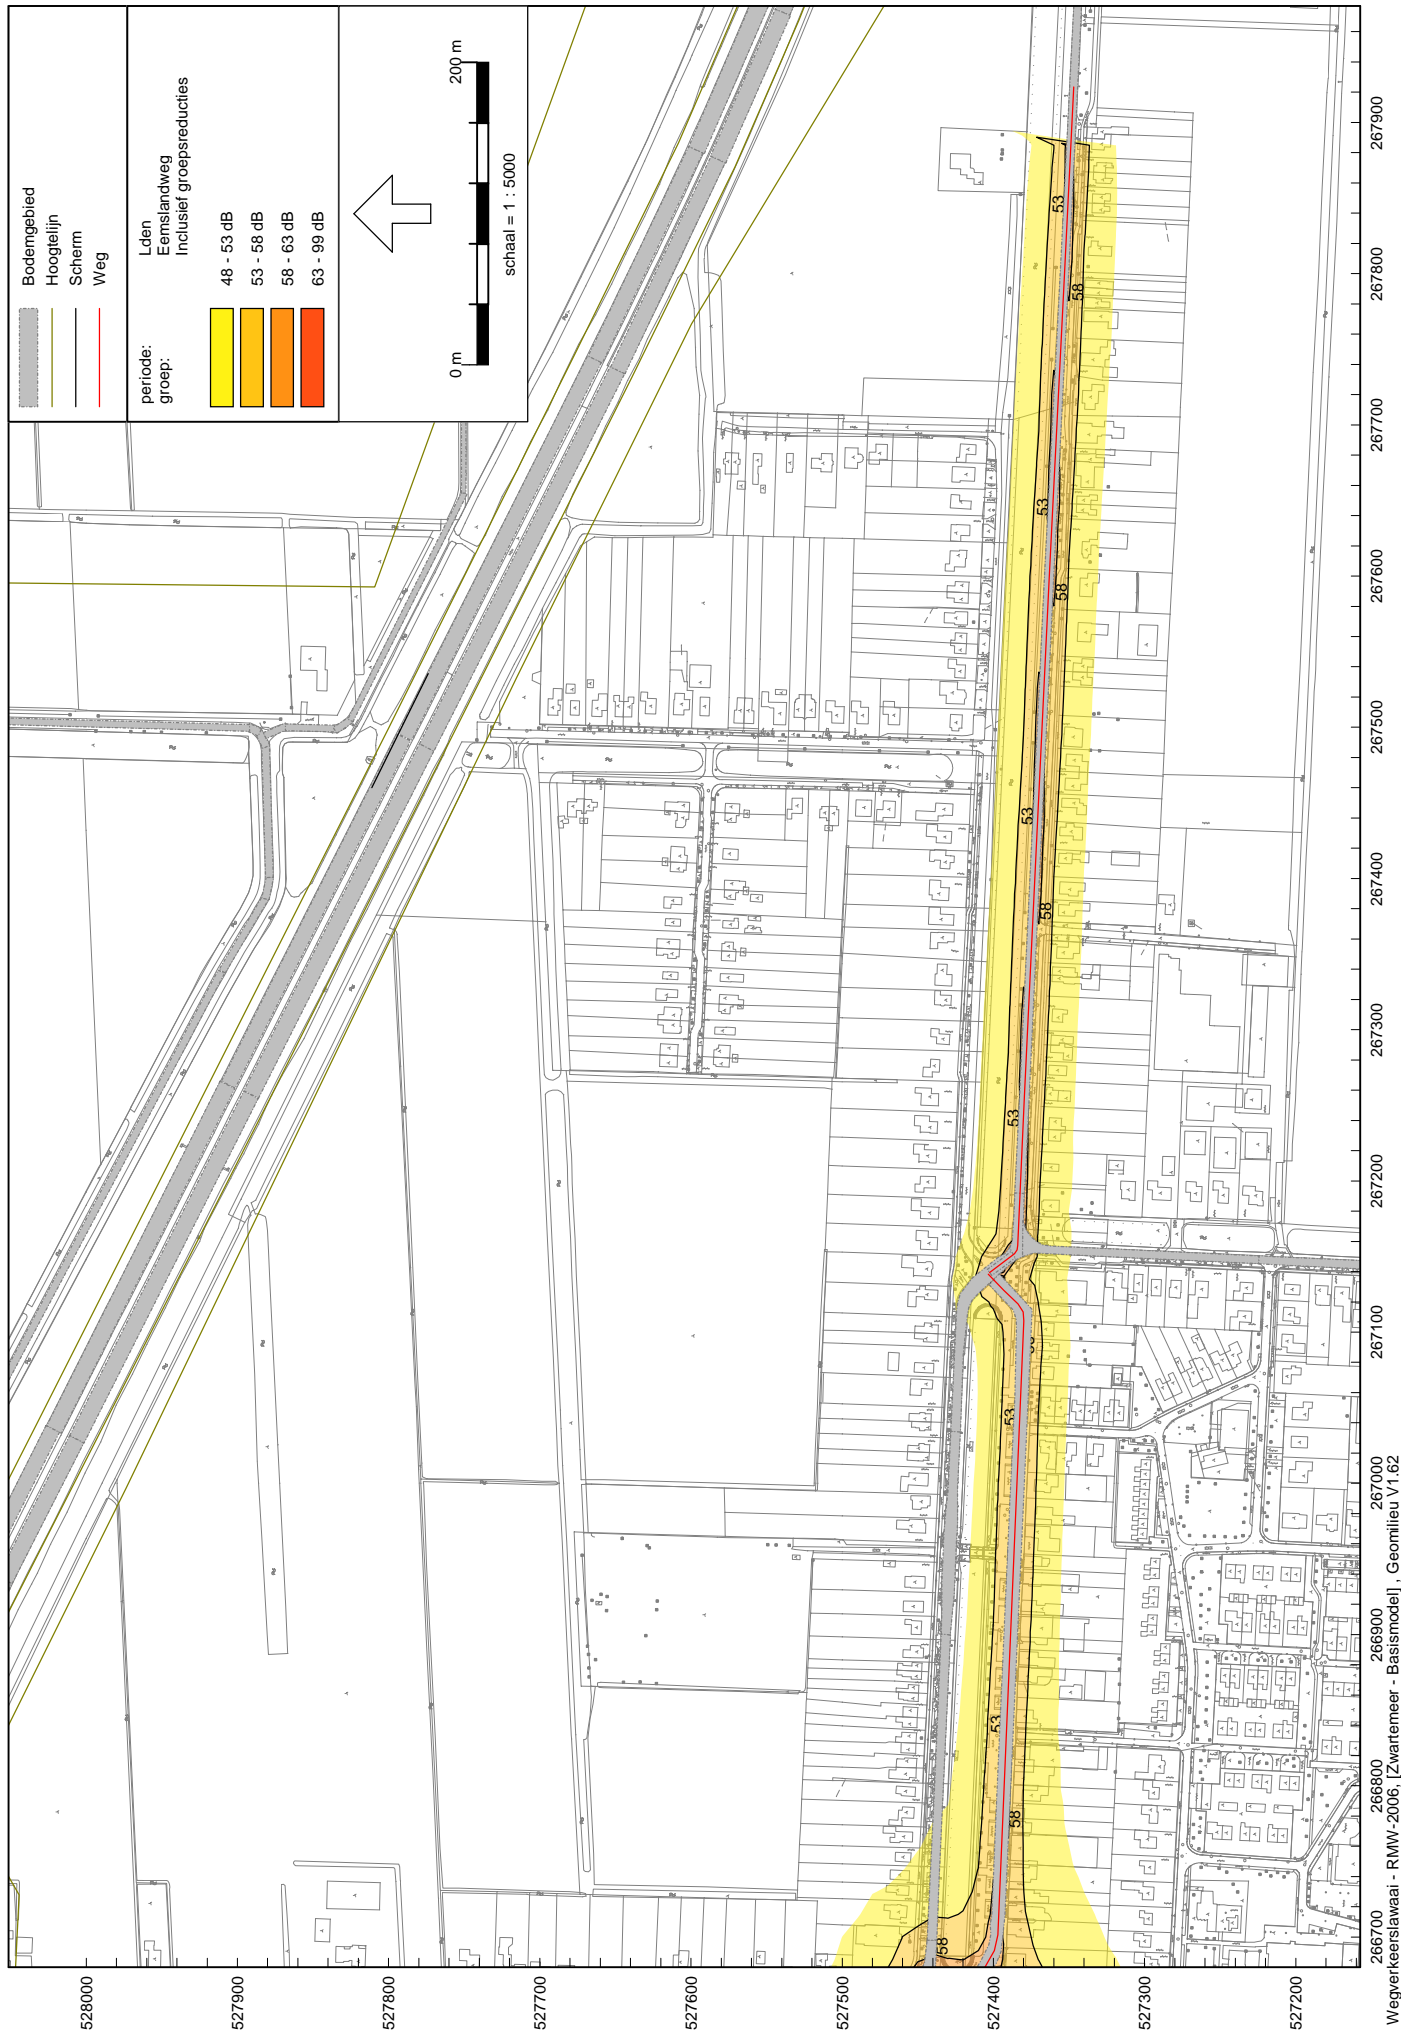 Bodemgebied
Hoogtelijn
Scherm
Weg
periode: Lden
groep: Eemslandweg
Inclusief groepsreducties
48 - 53 dB
53 - 58 dB
58 - 63 dB
63 - 99 dB
0 m
200 m
schaal = 1 : 5000
528000
527900
527800
527700
527600
527500
527400
527300
527200
58
53
58
53
53
53
58
53
58
53
58
53
266700
266800
266900
267000
267100
267200
267300
267400
267500
267600
267700
267800
267900
Wegverkeerslawaai - RMW-2006, [Zwartemeer - Basismodel] , Geomilieu V1.62